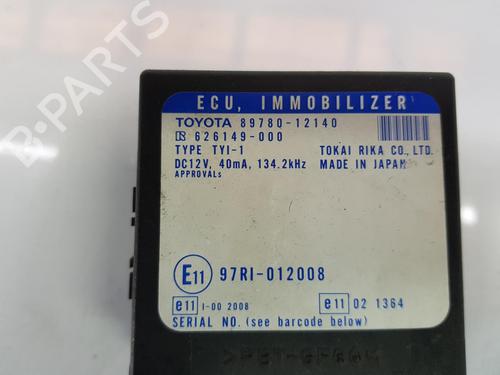 B-PARTS
ECU, IMMOBILIZER
TOYOTA 89780-12140
626149-000
TYPE TYI-1 TOKAI RIKA CO., LTD.
DC12V, 40mA, 134.2kHz MADE IN JAPAN
APPROVALs
E11 97RI-012008
e11 I-00 2008 e11 02 1364
SERIAL NO. (see barcode below)